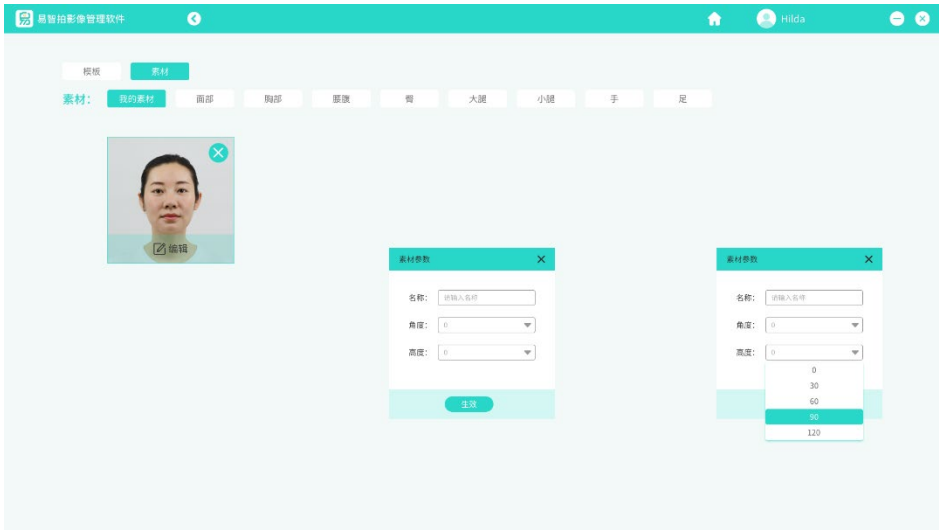 易智拍影像管理软件
Hilda
模板 素材
素材： 我的素材 面部 胸部 腰腹 臀 大腿 小腿 手 足
编辑
素材参数
名称： 请输入名称
角度： 0
高度： 0
生效
素材参数
名称： 请输入名称
角度： 0
高度： 0
0
30
60
90
120